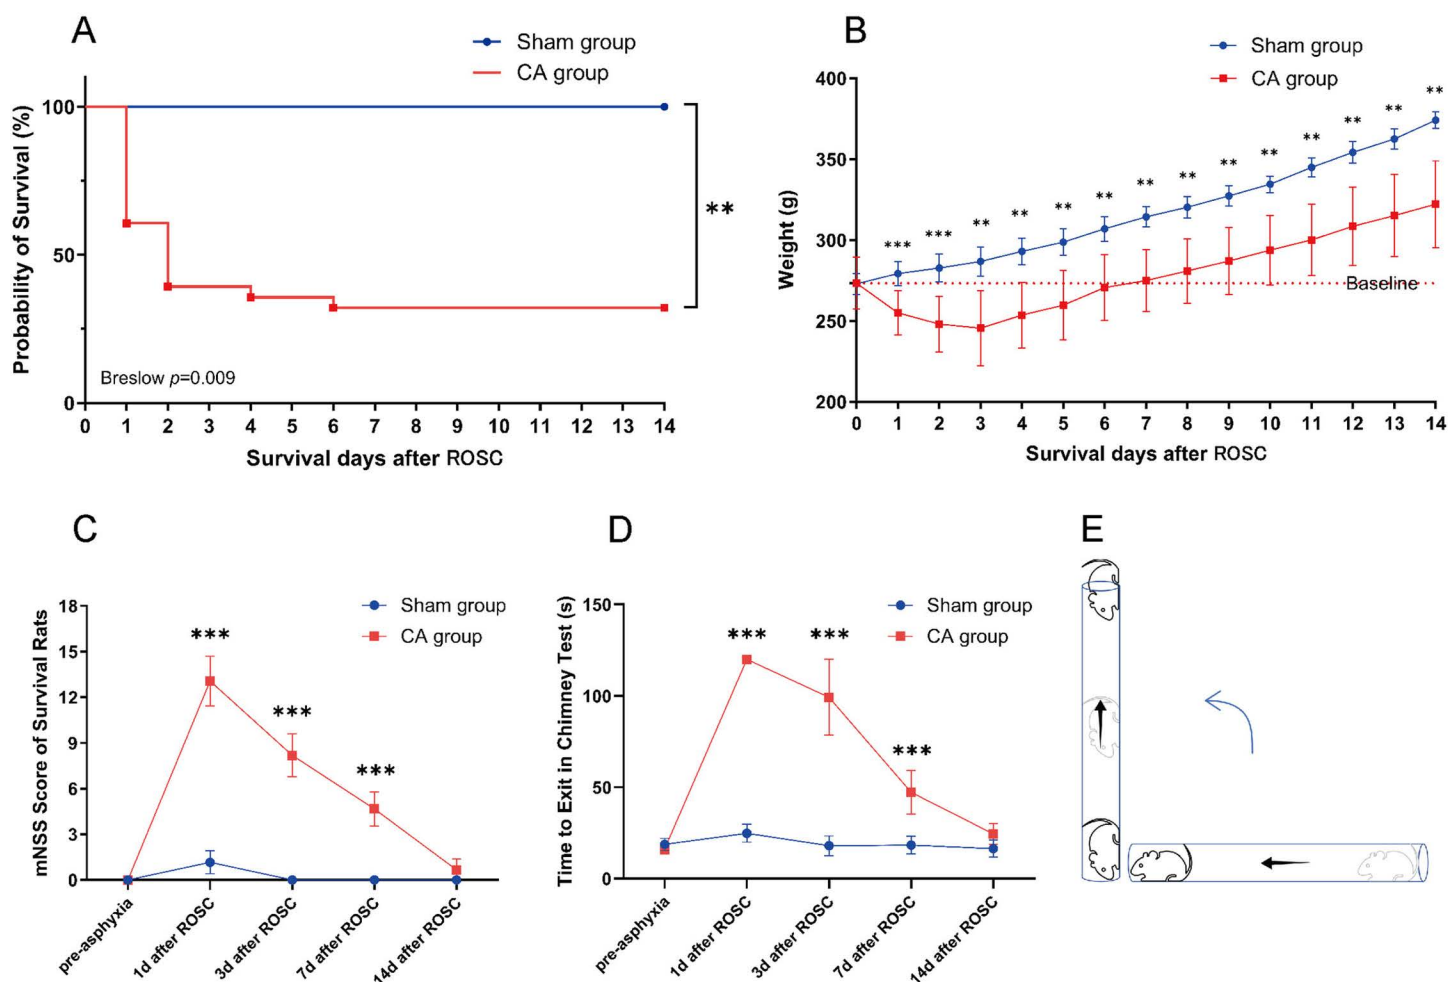 A
Sham group
CA group
Probability of Survival (%)
100
50
0
**
Breslow p=0.009
0 1 2 3 4 5 6 7 8 9 10 11 12 13 14
Survival days after ROSC
B
Sham group
CA group
Weight (g)
400
350
300
250
200
*** *** ** ** ** ** ** ** ** ** ** ** ** **
Baseline
0 1 2 3 4 5 6 7 8 9 10 11 12 13 14
Survival days after ROSC
C
Sham group
CA group
mNSS Score of Survival Rats
18
15
12
9
6
3
0
***
***
***
pre-asphyxia
1d after ROSC
3d after ROSC
7d after ROSC
14d after ROSC
D
Sham group
CA group
Time to Exit in Chimney Test (s)
150
100
50
0
***
***
***
pre-asphyxia
1d after ROSC
3d after ROSC
7d after ROSC
14d after ROSC
E